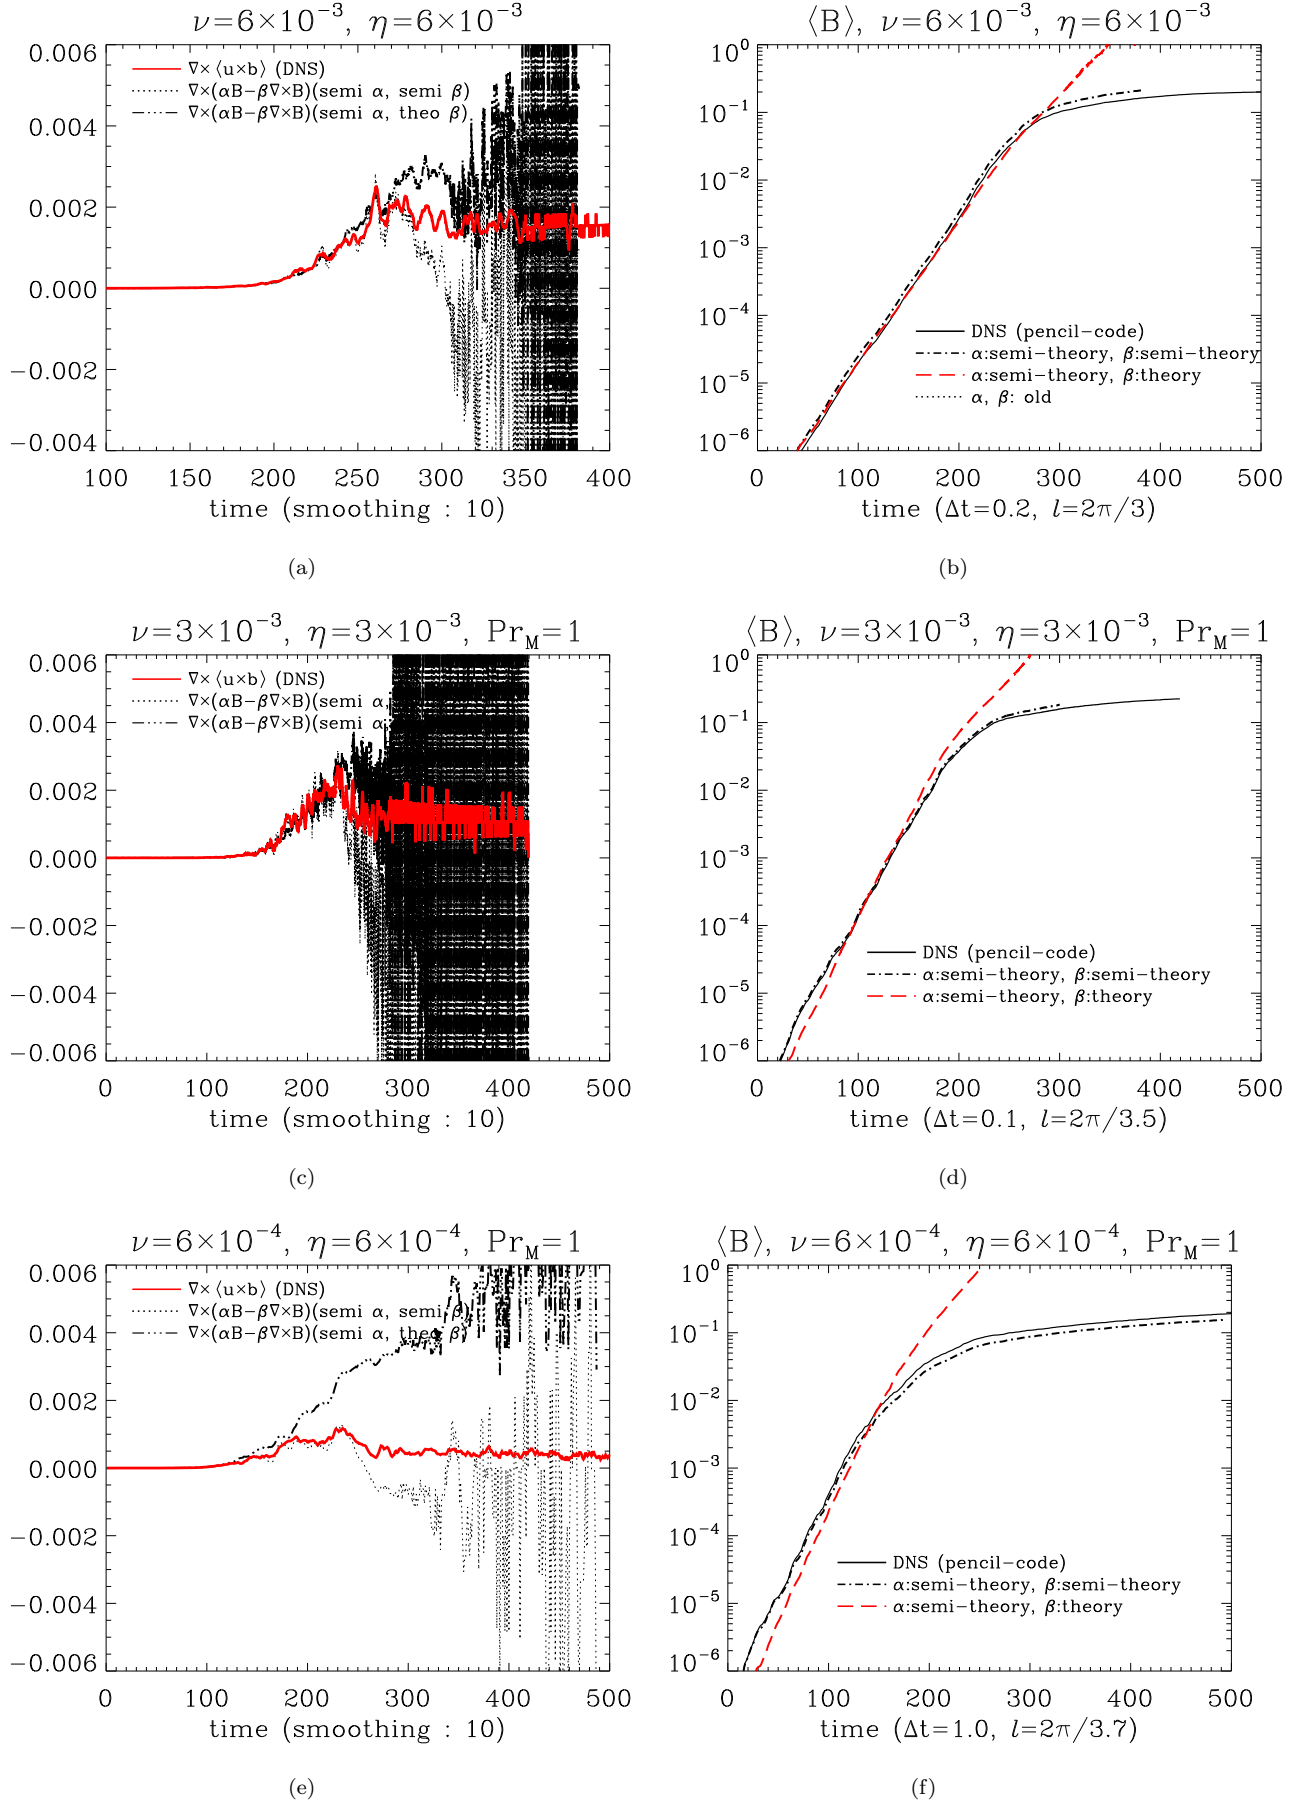 ν=6×10⁻³, η=6×10⁻³
∇×⟨u×b⟩ (DNS)
∇×(αB−β∇×B)(semi α, semi β)
∇×(αB−β∇×B)(semi α, theo β)
0.006
0.004
0.002
0.000
−0.002
−0.004
100 150 200 250 300 350 400
time (smoothing : 10)
(a)
⟨B⟩, ν=6×10⁻³, η=6×10⁻³
10⁰
10⁻¹
10⁻²
10⁻³
10⁻⁴
10⁻⁵
10⁻⁶
DNS (pencil−code)
α:semi−theory, β:semi−theory
α:semi−theory, β:theory
α, β: old
0 100 200 300 400 500
time (Δt=0.2, l=2π/3)
(b)
ν=3×10⁻³, η=3×10⁻³, Pr_M=1
∇×⟨u×b⟩ (DNS)
∇×(αB−β∇×B)(semi α,
∇×(αB−β∇×B)(semi α,
0.006
0.004
0.002
0.000
−0.002
−0.004
−0.006
0 100 200 300 400 500
time (smoothing : 10)
(c)
⟨B⟩, ν=3×10⁻³, η=3×10⁻³, Pr_M=1
10⁰
10⁻¹
10⁻²
10⁻³
10⁻⁴
10⁻⁵
10⁻⁶
DNS (pencil−code)
α:semi−theory, β:semi−theory
α:semi−theory, β:theory
0 100 200 300 400 500
time (Δt=0.1, l=2π/3.5)
(d)
ν=6×10⁻⁴, η=6×10⁻⁴, Pr_M=1
∇×⟨u×b⟩ (DNS)
∇×(αB−β∇×B)(semi α, semi β)
∇×(αB−β∇×B)(semi α, theo β)
0.006
0.004
0.002
0.000
−0.002
−0.004
−0.006
0 100 200 300 400 500
time (smoothing : 10)
(e)
⟨B⟩, ν=6×10⁻⁴, η=6×10⁻⁴, Pr_M=1
10⁰
10⁻¹
10⁻²
10⁻³
10⁻⁴
10⁻⁵
10⁻⁶
DNS (pencil−code)
α:semi−theory, β:semi−theory
α:semi−theory, β:theory
0 100 200 300 400 500
time (Δt=1.0, l=2π/3.7)
(f)